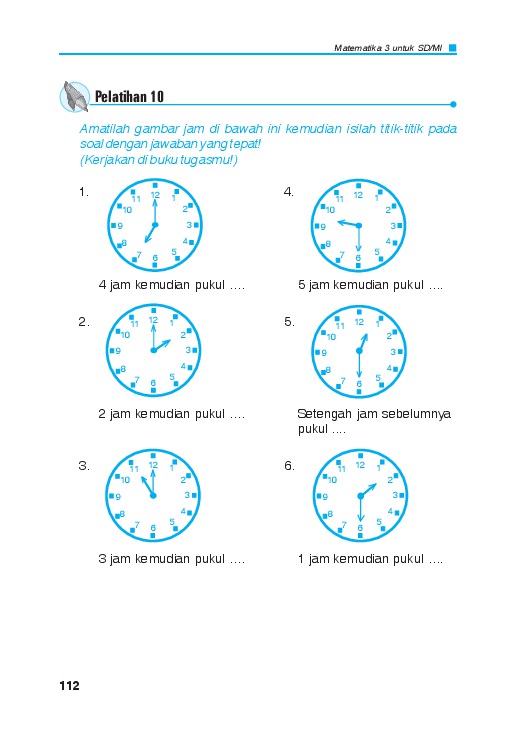 Matematika 3 untuk SD/MI
Pelatihan 10
Amatilah gambar jam di bawah ini kemudian isilah titik-titik pada
soal dengan jawaban yang tepat!
(Kerjakan di buku tugasmu!)
1.
12 1 2 3 4 5 6 7 8 9 10 11
4 jam kemudian pukul ....
2.
12 1 2 3 4 5 6 7 8 9 10 11
2 jam kemudian pukul ....
3.
12 1 2 3 4 5 6 7 8 9 10 11
3 jam kemudian pukul ....
4.
12 1 2 3 4 5 6 7 8 9 10 11
5 jam kemudian pukul ....
5.
12 1 2 3 4 5 6 7 8 9 10 11
Setengah jam sebelumnya
pukul ....
6.
12 1 2 3 4 5 6 7 8 9 10 11
1 jam kemudian pukul ....
112